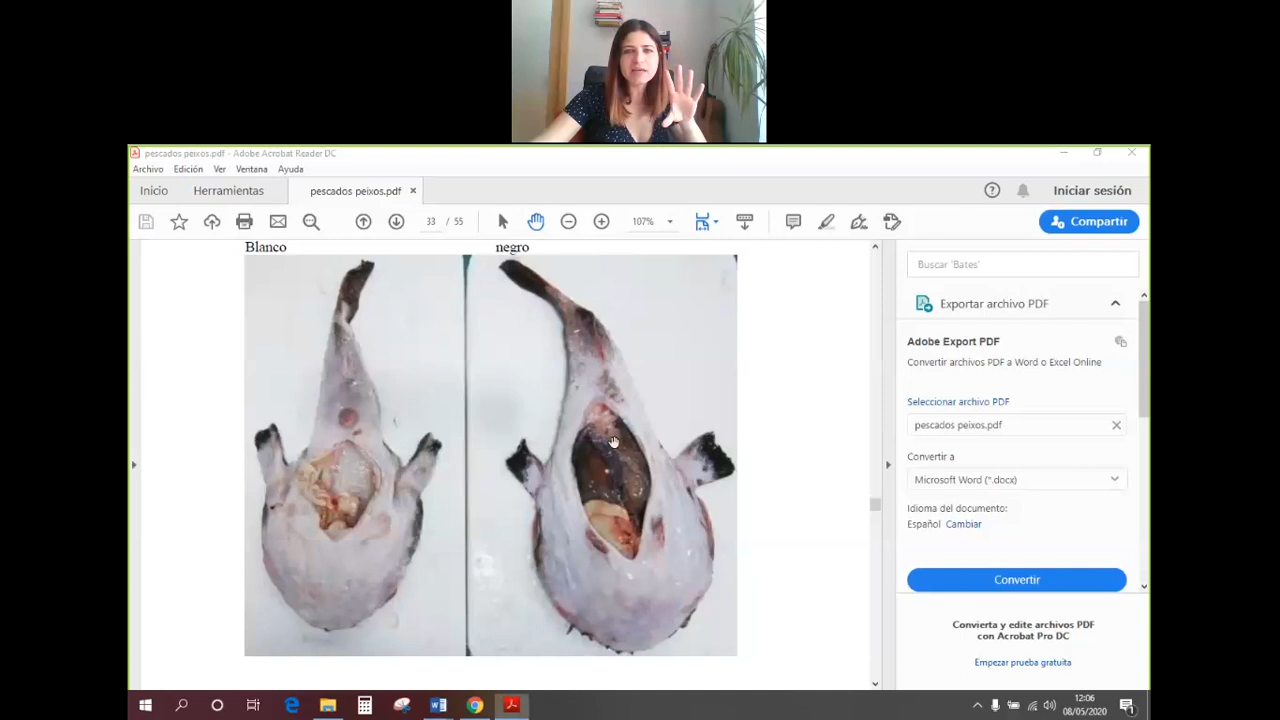 pescados peixos.pdf - Adobe Acrobat Reader DC
Archivo Edición Ver Ventana Ayuda
Inicio Herramientas pescados peixos.pdf
Iniciar sesión
33 / 55 107%
Compartir
Blanco negro
Buscar 'Bates'
Exportar archivo PDF
Adobe Export PDF
Convertir archivos PDF a Word o Excel Online
Seleccionar archivo PDF
pescados peixos.pdf
Convertir a
Microsoft Word (*.docx)
Idioma del documento:
Español Cambiar
Convertir
Convierta y edite archivos PDF
con Acrobat Pro DC
Empezar prueba gratuita
12:06
08/05/2020